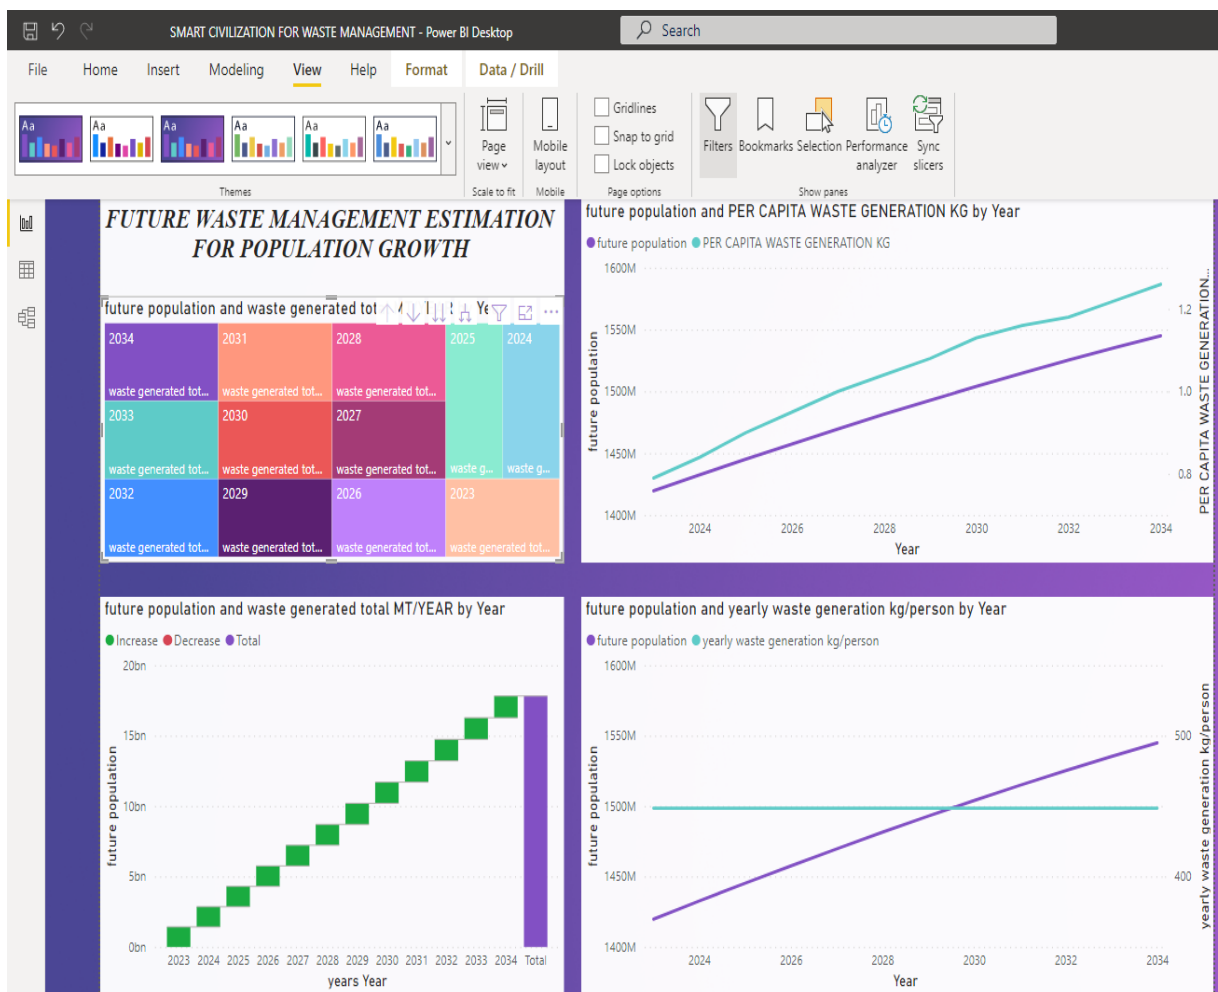 SMART CIVILIZATION FOR WASTE MANAGEMENT - Power BI Desktop
Search
File Home Insert Modeling View Help Format Data / Drill
Aa Aa Aa Aa Aa Aa
Page view
Mobile layout
Gridlines
Snap to grid
Lock objects
Filters Bookmarks Selection Performance analyzer Sync slicers
Themes Scale to fit Mobile Page options Show panes
FUTURE WASTE MANAGEMENT ESTIMATION
FOR POPULATION GROWTH
future population and waste generated tot
2034 2031 2028 2025 2024
waste generated tot... waste generated tot... waste generated tot...
2033 2030 2027
waste generated tot... waste generated tot... waste generated tot... waste g... waste g...
2032 2029 2026 2023
waste generated tot... waste generated tot... waste generated tot... waste generated tot...
future population and PER CAPITA WASTE GENERATION KG by Year
future population PER CAPITA WASTE GENERATION KG
1600M
1550M
1500M
1450M
1400M
future population
1.2
1.0
0.8
PER CAPITA WASTE GENERATION...
2024 2026 2028 2030 2032 2034
Year
future population and waste generated total MT/YEAR by Year
Increase Decrease Total
20bn
15bn
10bn
5bn
0bn
future population
2023 2024 2025 2026 2027 2028 2029 2030 2031 2032 2033 2034 Total
years Year
future population and yearly waste generation kg/person by Year
future population yearly waste generation kg/person
1600M
1550M
1500M
1450M
1400M
future population
500
400
yearly waste generation kg/person
2024 2026 2028 2030 2032 2034
Year